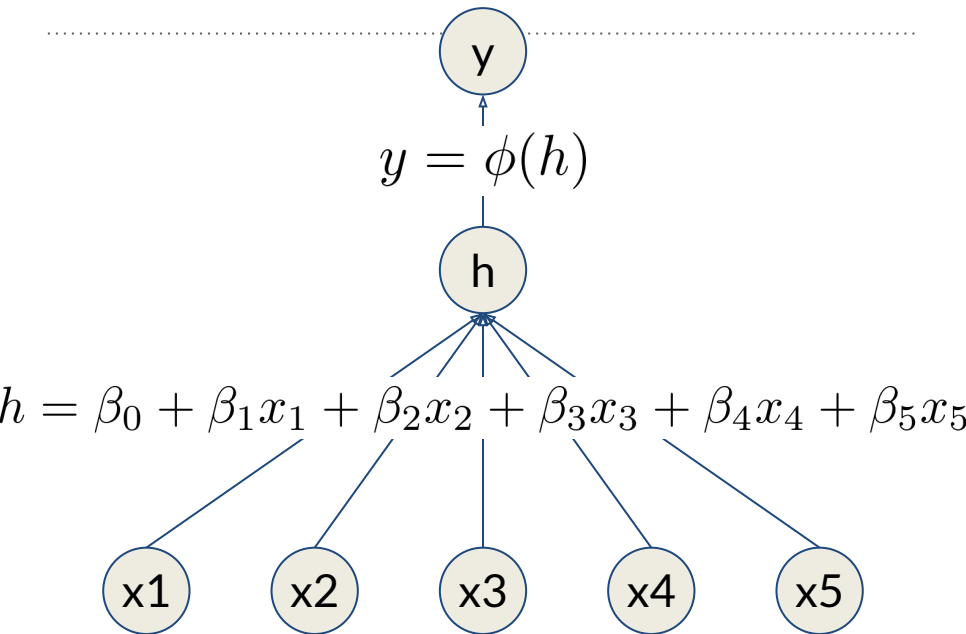 y
y = ϕ(h)
h
h = β₀ + β₁x₁ + β₂x₂ + β₃x₃ + β₄x₄ + β₅x₅
x1 x2 x3 x4 x5